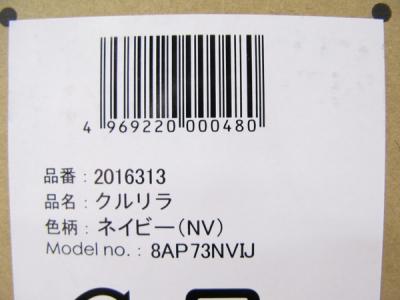 4 969220 000480
品番：2016313
品名：クルリラ
色柄：ネイビー（NV）
Model no.：8AP73NVIJ